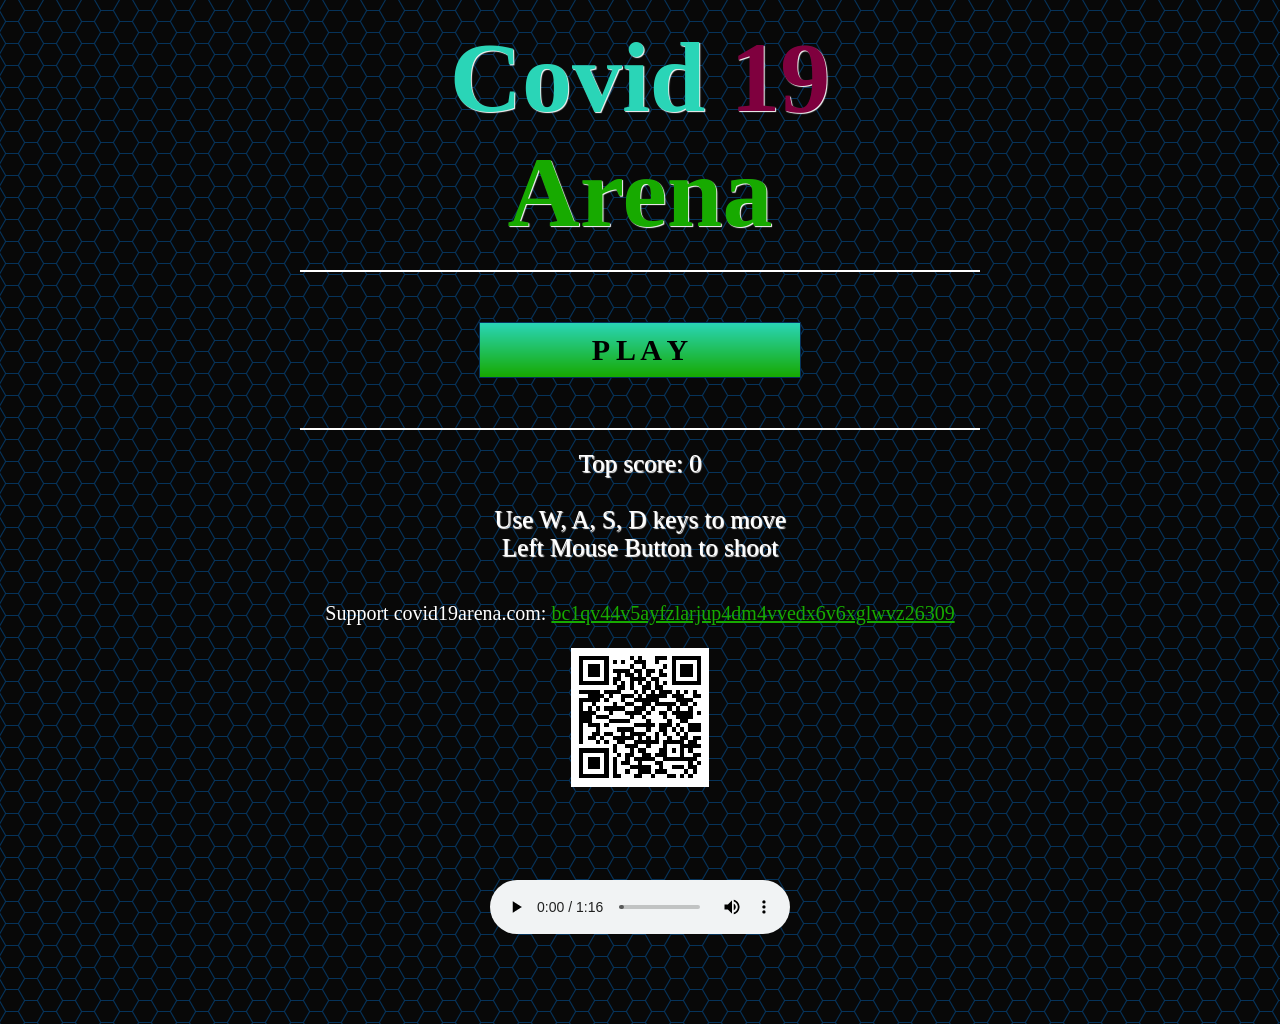 Covid 19
Arena
PLAY
Top score: 0
Use W, A, S, D keys to move
Left Mouse Button to shoot
Support covid19arena.com: bc1qv44v5ayfzlarjup4dm4vvedx6v6xglwvz26309
0:00 / 1:16